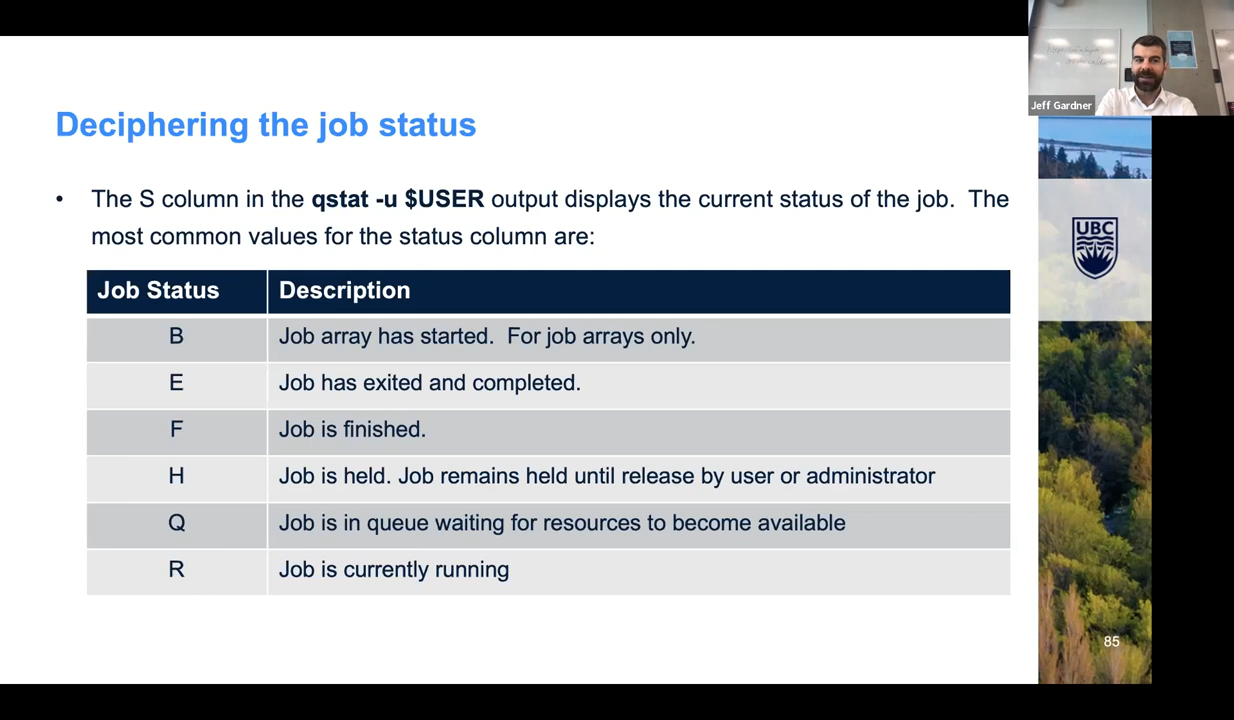 Jeff Gardner
Deciphering the job status
• The S column in the qstat -u $USER output displays the current status of the job. The
most common values for the status column are:
Job Status Description
B Job array has started. For job arrays only.
E Job has exited and completed.
F Job is finished.
H Job is held. Job remains held until release by user or administrator
Q Job is in queue waiting for resources to become available
R Job is currently running
UBC
85